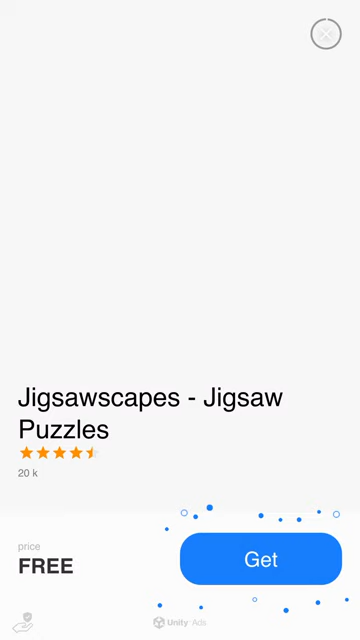 Jigsawscapes - Jigsaw
Puzzles
20 k
price
FREE
Get
Unity Ads